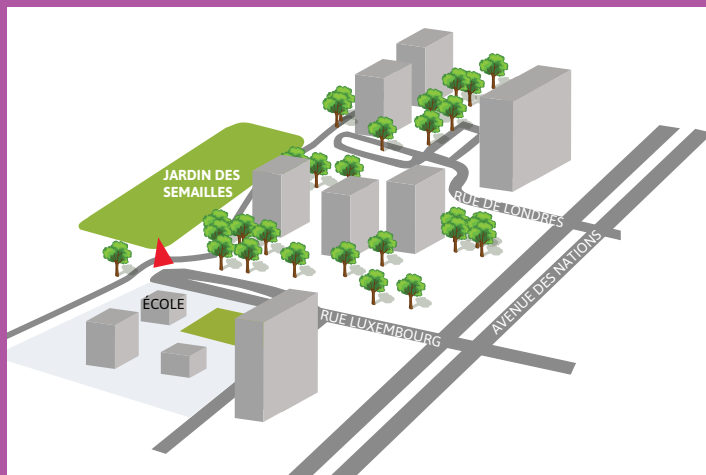 JARDIN DES
SEMAILLES
RUE DE LONDRES
AVENUE DES NATIONS
ÉCOLE
RUE LUXEMBOURG